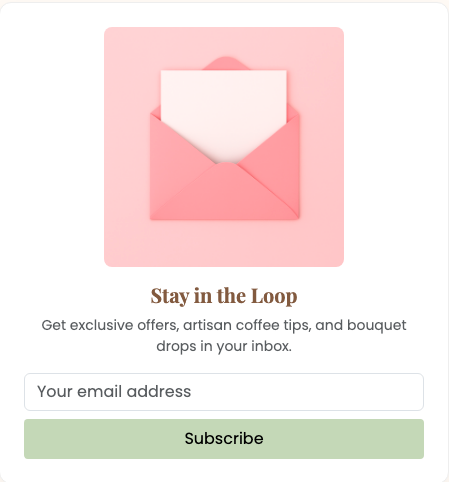 Stay in the Loop
Get exclusive offers, artisan coffee tips, and bouquet
drops in your inbox.
Your email address
Subscribe